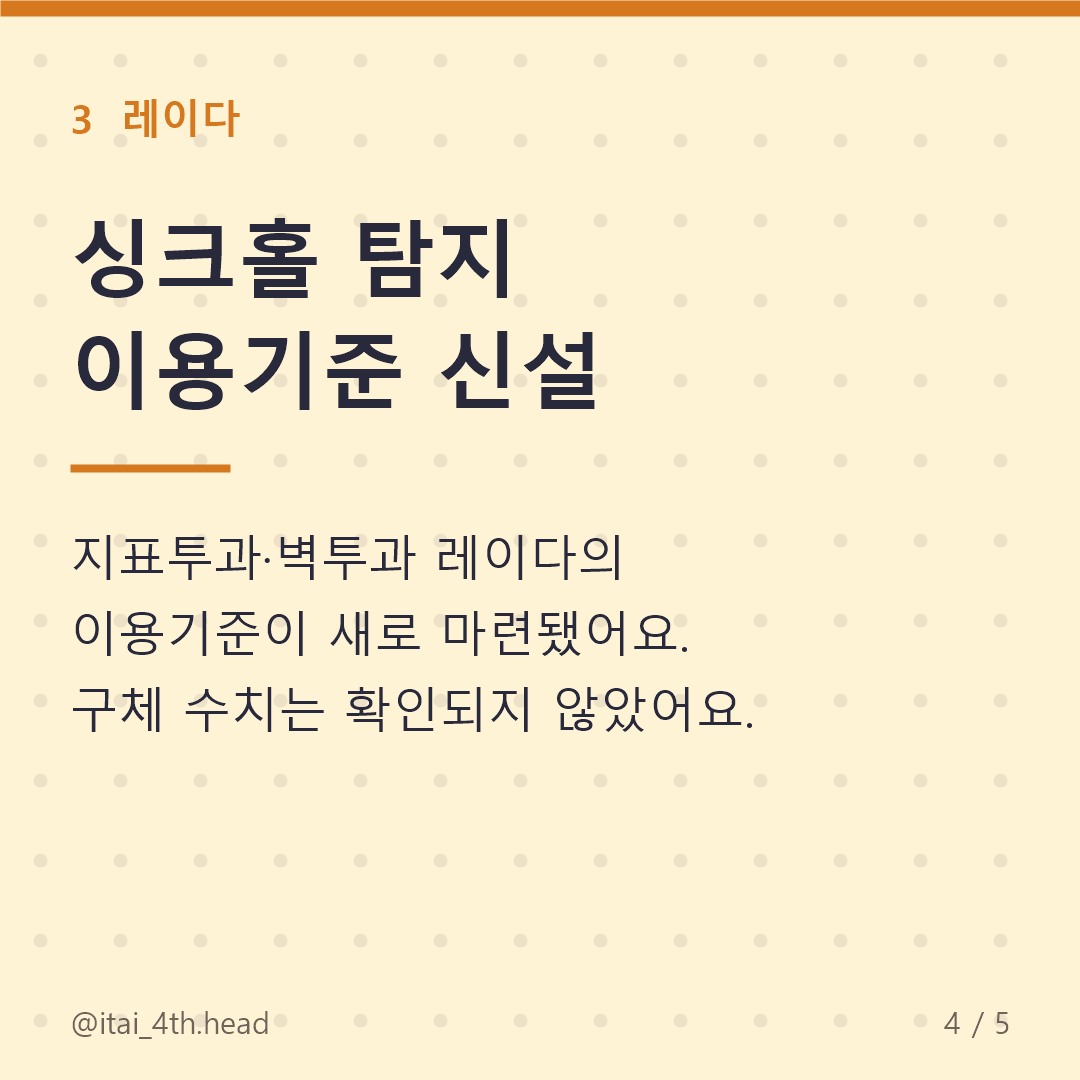 3 레이다
싱크홀 탐지
이용기준 신설
지표투과·벽투과 레이다의
이용기준이 새로 마련됐어요.
구체 수치는 확인되지 않았어요.
@itai_4th.head
4 / 5